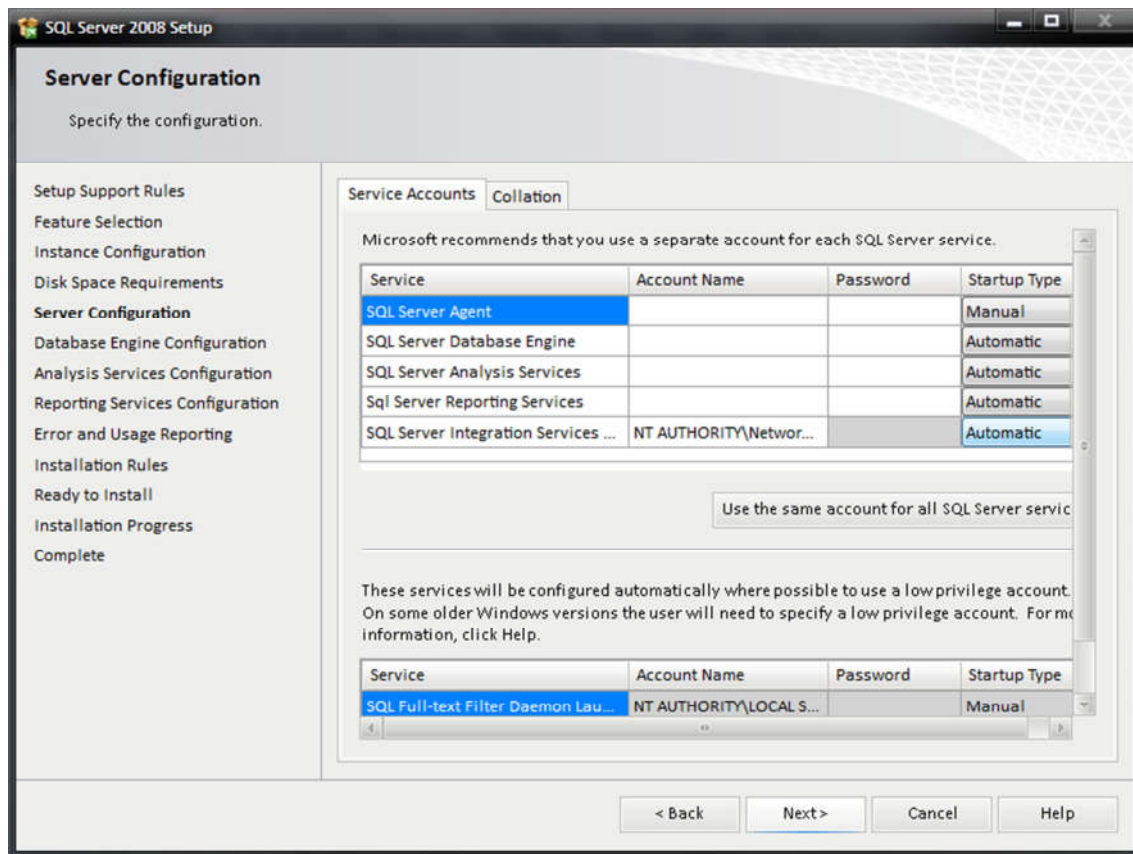 SQL Server 2008 Setup
Server Configuration
Specify the configuration.
Setup Support Rules
Feature Selection
Instance Configuration
Disk Space Requirements
Server Configuration
Database Engine Configuration
Analysis Services Configuration
Reporting Services Configuration
Error and Usage Reporting
Installation Rules
Ready to Install
Installation Progress
Complete
Service Accounts Collation
Microsoft recommends that you use a separate account for each SQL Server service.
Service Account Name Password Startup Type
SQL Server Agent Manual
SQL Server Database Engine Automatic
SQL Server Analysis Services Automatic
Sql Server Reporting Services Automatic
SQL Server Integration Services ... NT AUTHORITY\Networ... Automatic
Use the same account for all SQL Server servic
These services will be configured automatically where possible to use a low privilege account.
On some older Windows versions the user will need to specify a low privilege account. For mo
information, click Help.
Service Account Name Password Startup Type
SQL Full-text Filter Daemon Lau... NT AUTHORITY\LOCAL S... Manual
< Back Next > Cancel Help